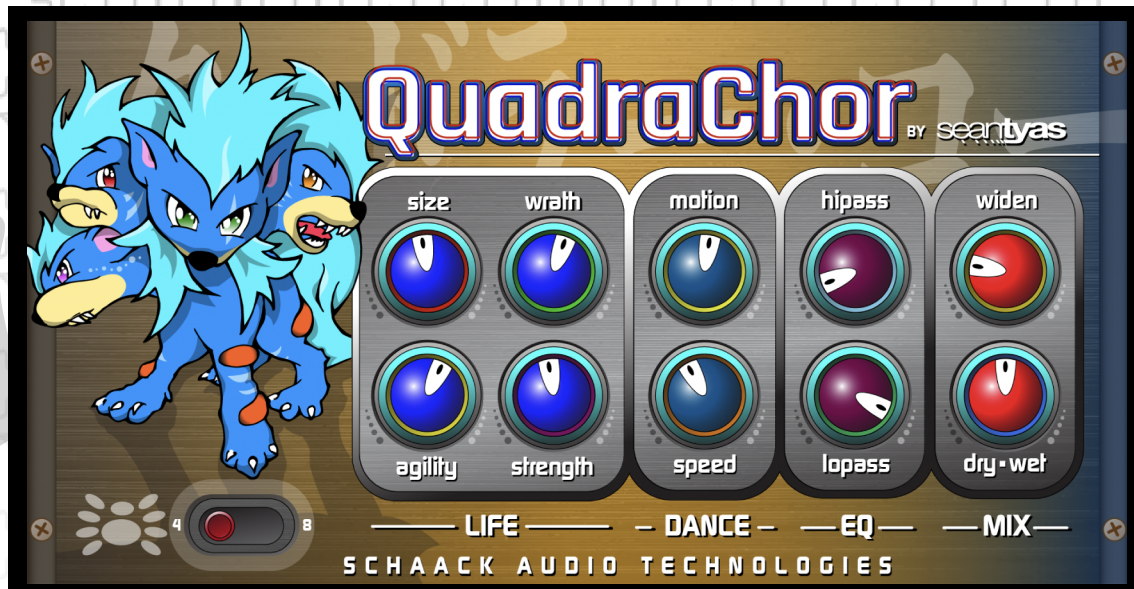 QuadraChor BY seantyas
size wrath motion hipass widen
agility strength speed lopass dry-wet
4 8
LIFE DANCE EQ MIX
SCHAACK AUDIO TECHNOLOGIES